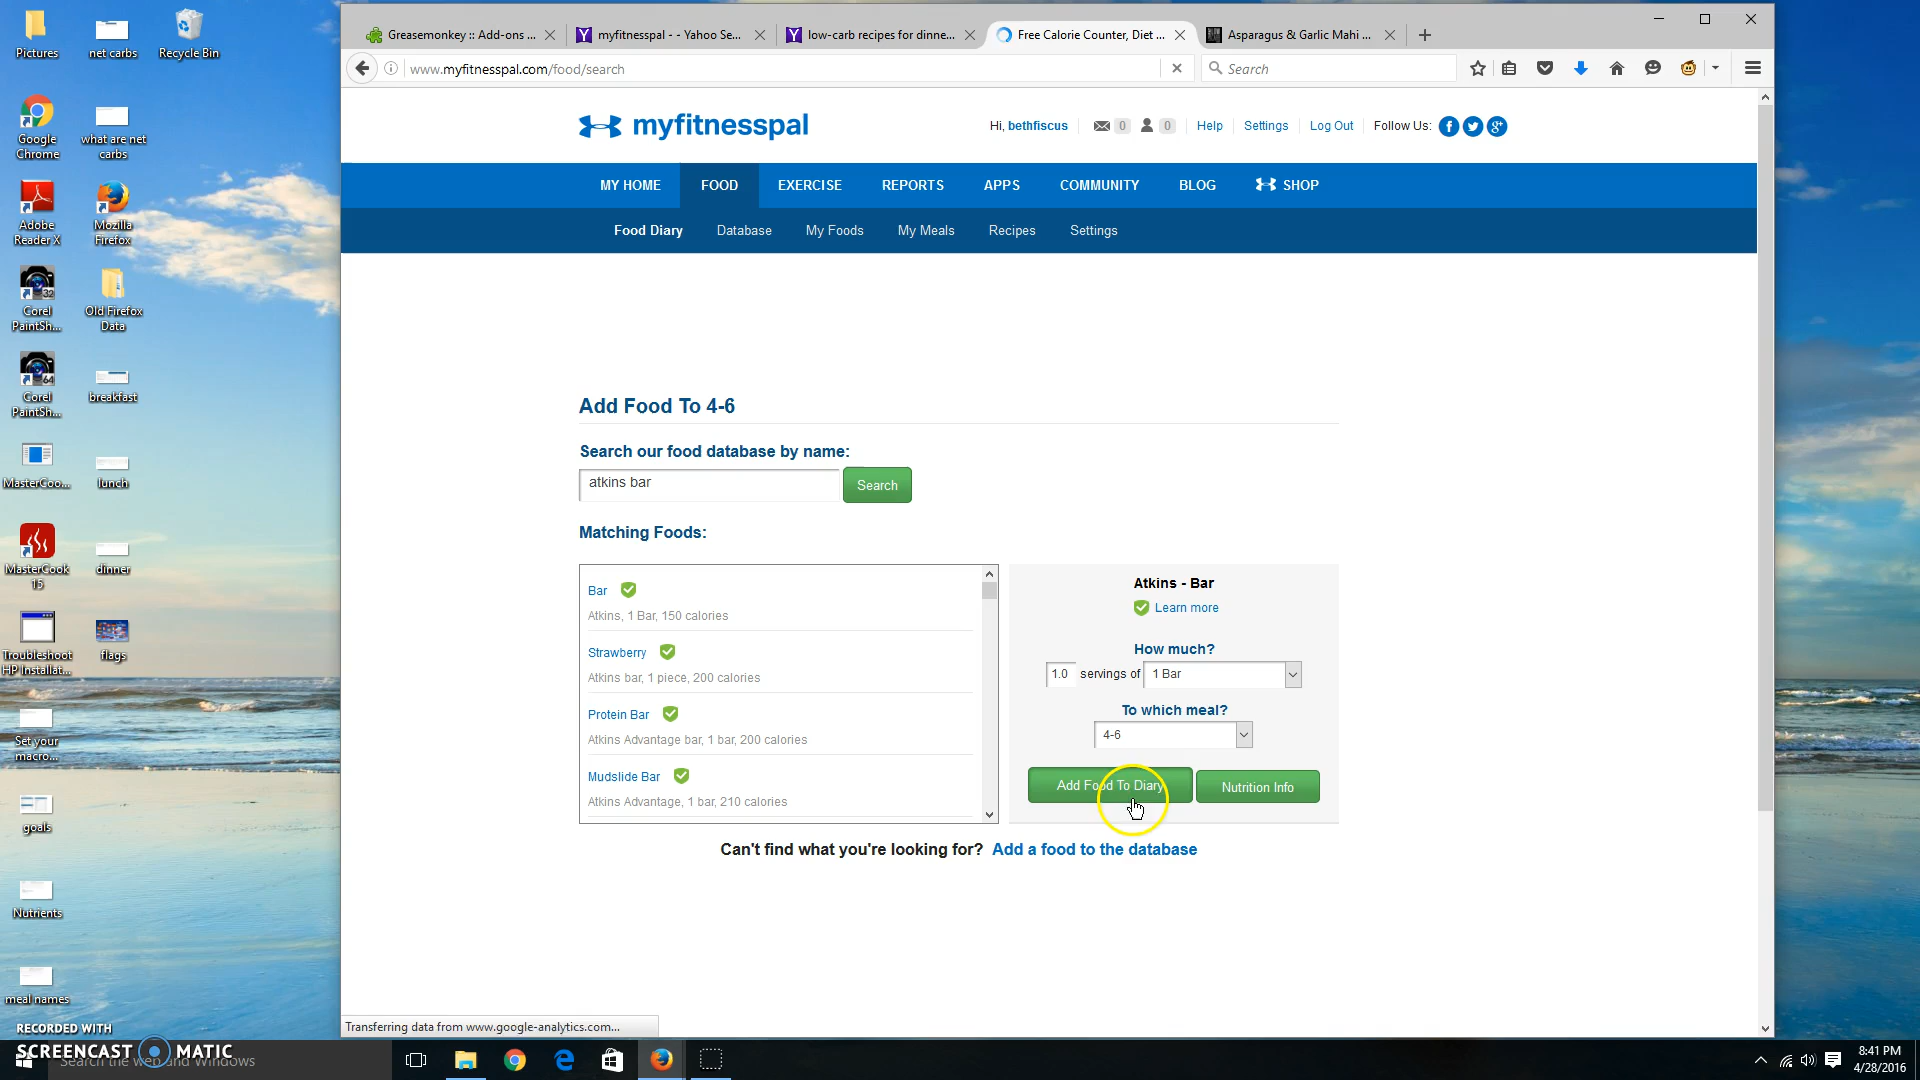 Pictures
net carbs
Recycle Bin
Google Chrome
what are net carbs
Adobe Reader X
Mozilla Firefox
Corel PaintSh...
Old Firefox Data
Corel PaintSh...
breakfast
MasterCoo...
lunch
MasterCook 15
dinner
Troubleshoot HP Installat...
flags
Set your macro...
goals
Nutrients
meal names
RECORDED WITH
SCREENCAST MATIC
Search the web and Windows
Greasemonkey :: Add-ons ...
myfitnesspal - - Yahoo Se...
low-carb recipes for dinne...
Free Calorie Counter, Diet ...
Asparagus & Garlic Mahi ...
www.myfitnesspal.com/food/search
Search
myfitnesspal
Hi, bethfiscus
0
0
Help
Settings
Log Out
Follow Us:
MY HOME
FOOD
EXERCISE
REPORTS
APPS
COMMUNITY
BLOG
SHOP
Food Diary
Database
My Foods
My Meals
Recipes
Settings
Add Food To 4-6
Search our food database by name:
atkins bar
Search
Matching Foods:
Bar
Atkins, 1 Bar, 150 calories
Strawberry
Atkins bar, 1 piece, 200 calories
Protein Bar
Atkins Advantage bar, 1 bar, 200 calories
Mudslide Bar
Atkins Advantage, 1 bar, 210 calories
Atkins - Bar
Learn more
How much?
1.0 servings of 1 Bar
To which meal?
4-6
Add Food To Diary
Nutrition Info
Can't find what you're looking for? Add a food to the database
Transferring data from www.google-analytics.com...
8:41 PM
4/28/2016